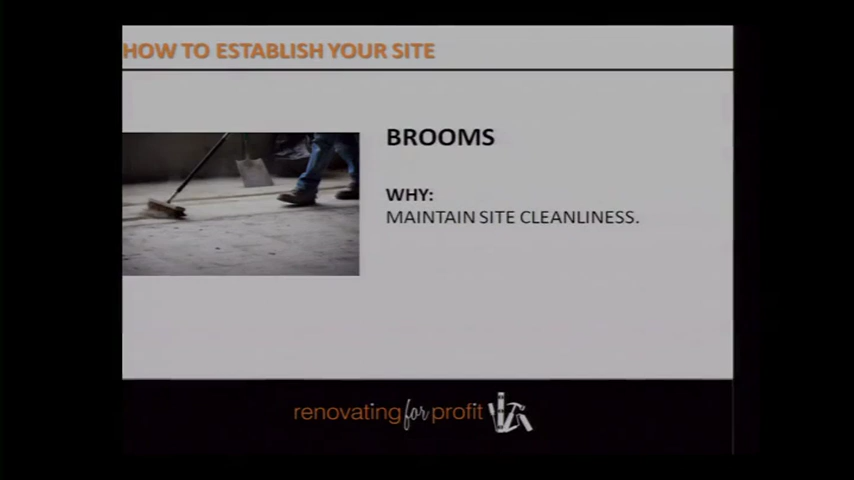 HOW TO ESTABLISH YOUR SITE
BROOMS
WHY:
MAINTAIN SITE CLEANLINESS.
renovating for profit